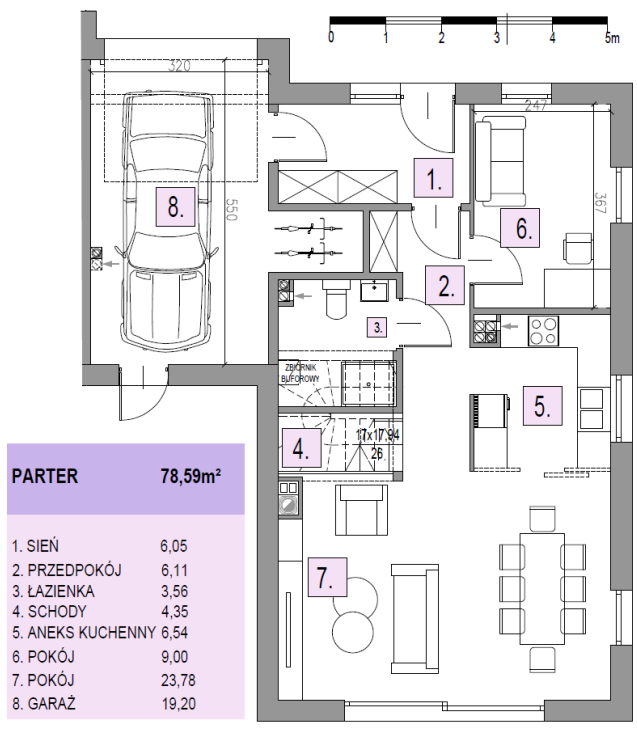 0 1 2 3 4 5m
320
247
1.
8.
550
6.
367
2.
3.
ZBIORNIK
BUFOROWY
5.
4.
17x17,94
26
7.
PARTER 78,59m²
1. SIEŃ 6,05
2. PRZEDPOKÓJ 6,11
3. ŁAZIENKA 3,56
4. SCHODY 4,35
5. ANEKS KUCHENNY 6,54
6. POKÓJ 9,00
7. POKÓJ 23,78
8. GARAŻ 19,20